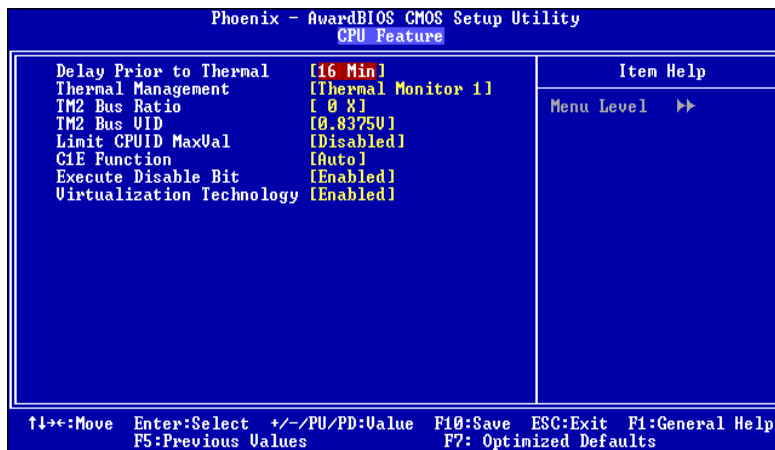 Phoenix - AwardBIOS CMOS Setup Utility
CPU Feature
Delay Prior to Thermal [16 Min]
Thermal Management [Thermal Monitor 1]
TM2 Bus Ratio [ 0 X]
TM2 Bus VID [0.8375V]
Limit CPUID MaxVal [Disabled]
C1E Function [Auto]
Execute Disable Bit [Enabled]
Virtualization Technology [Enabled]
Item Help
Menu Level ▶▶
↑↓→←:Move Enter:Select +/-/PU/PD:Value F10:Save ESC:Exit F1:General Help
F5:Previous Values F7: Optimized Defaults